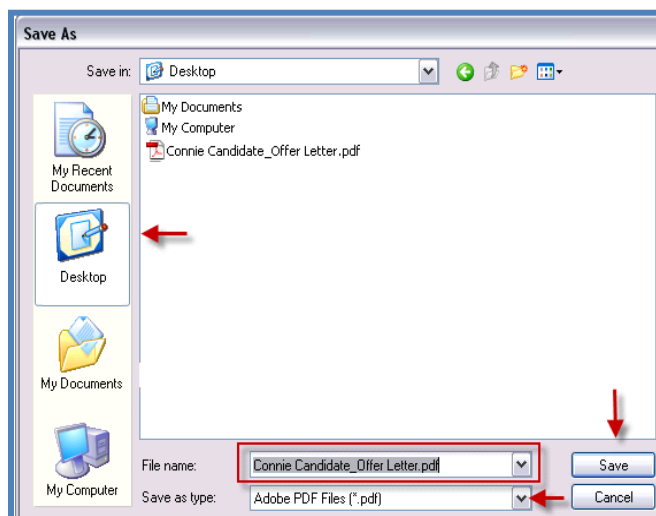 Save As
Save in:
Desktop
My Documents
My Computer
Connie Candidate_Offer Letter.pdf
My Recent
Documents
Desktop
My Documents
My Computer
File name:
Connie Candidate_Offer Letter.pdf
Save
Save as type:
Adobe PDF Files (*.pdf)
Cancel